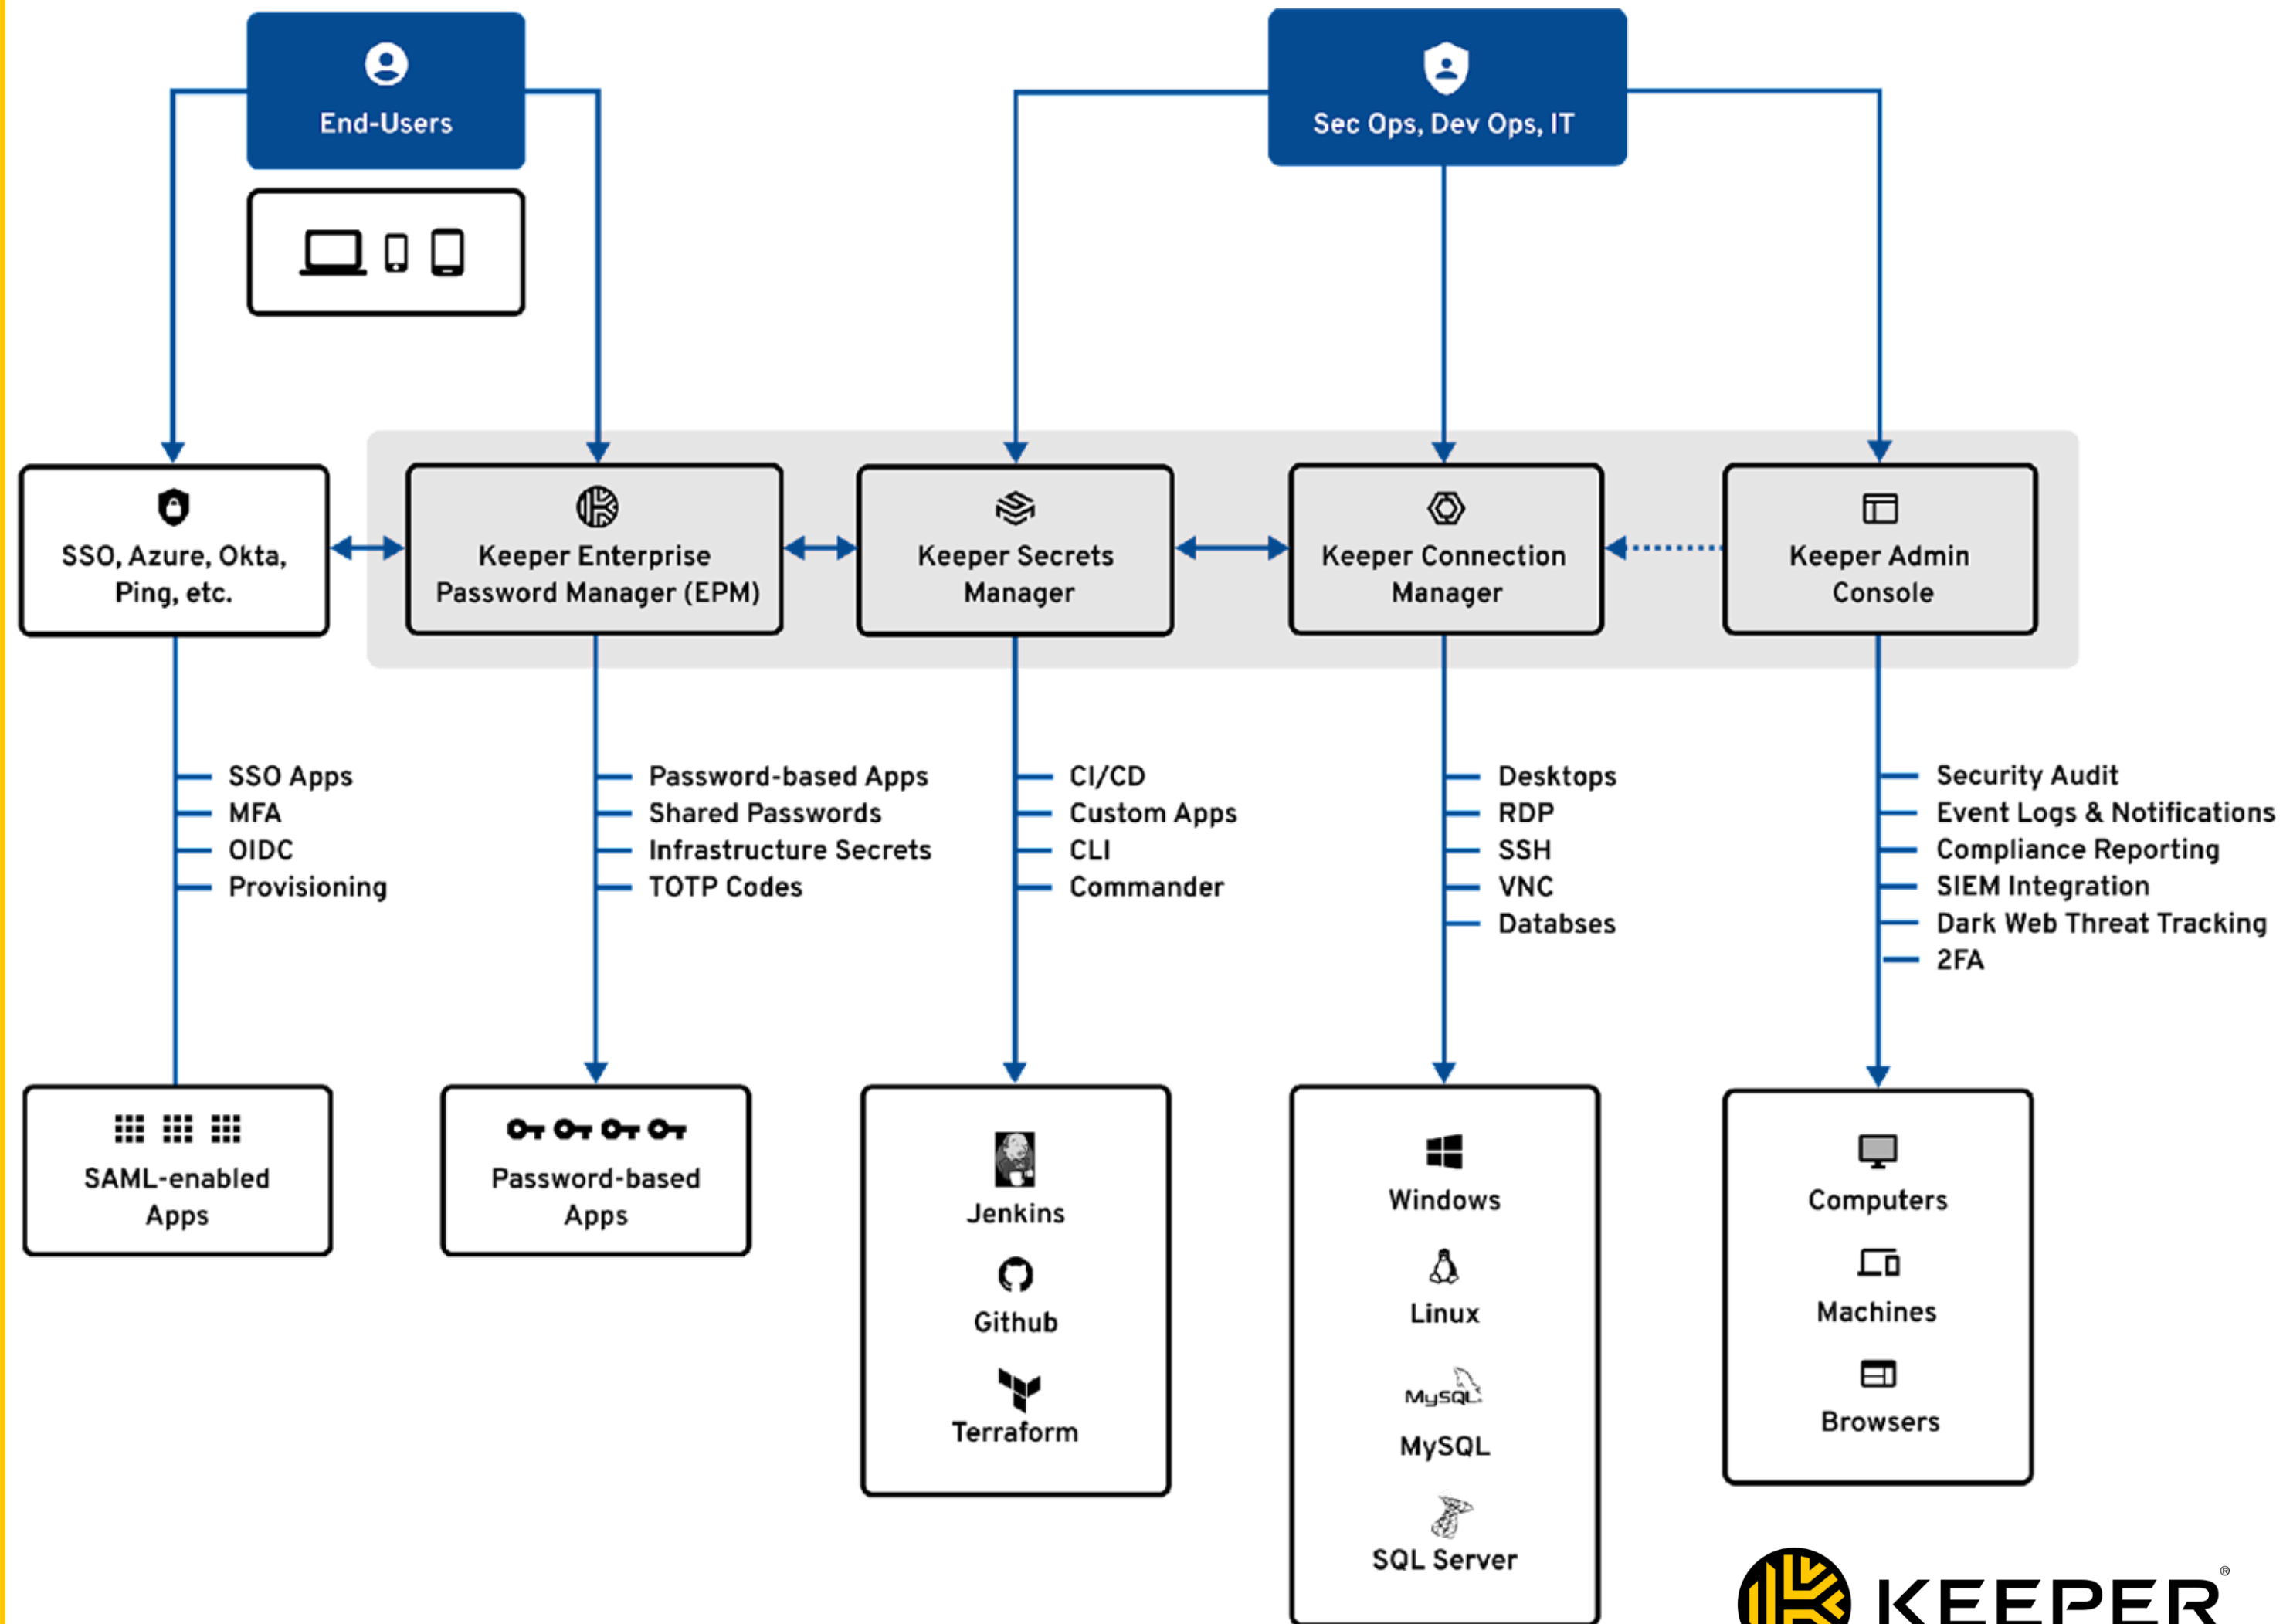 End-Users
Sec Ops, Dev Ops, IT
SSO, Azure, Okta,
Ping, etc.
Keeper Enterprise
Password Manager (EPM)
Keeper Secrets
Manager
Keeper Connection
Manager
Keeper Admin
Console
SSO Apps
MFA
OIDC
Provisioning
Password-based Apps
Shared Passwords
Infrastructure Secrets
TOTP Codes
CI/CD
Custom Apps
CLI
Commander
Desktops
RDP
SSH
VNC
Databses
Security Audit
Event Logs & Notifications
Compliance Reporting
SIEM Integration
Dark Web Threat Tracking
2FA
SAML-enabled
Apps
Password-based
Apps
Jenkins
Github
Terraform
Windows
Linux
MySQL
MySQL
SQL Server
Computers
Machines
Browsers
KEEPER®